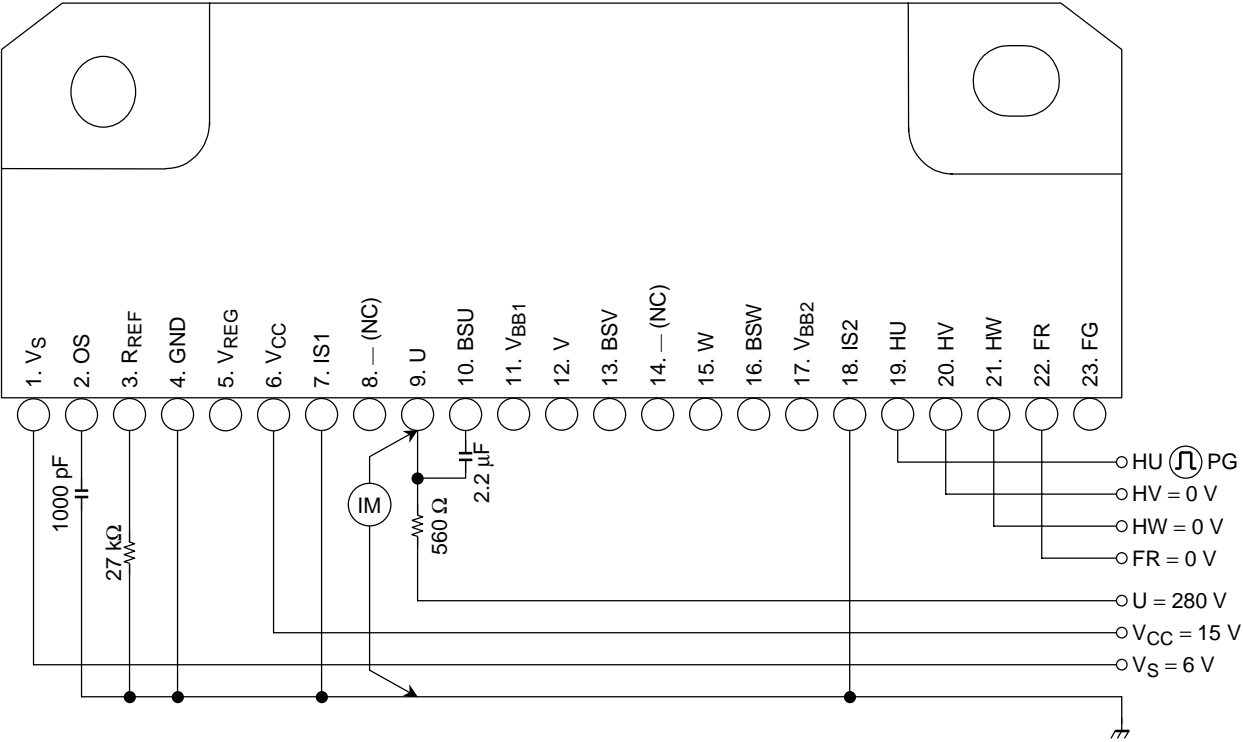 1. VS
2. OS
3. RREF
4. GND
5. VREG
6. VCC
7. IS1
8. — (NC)
9. U
10. BSU
11. VBB1
12. V
13. BSV
14. — (NC)
15. W
16. BSW
17. VBB2
18. IS2
19. HU
20. HV
21. HW
22. FR
23. FG
1000 pF
27 kΩ
IM
560 Ω
2.2 μF
HU PG
HV = 0 V
HW = 0 V
FR = 0 V
U = 280 V
VCC = 15 V
VS = 6 V